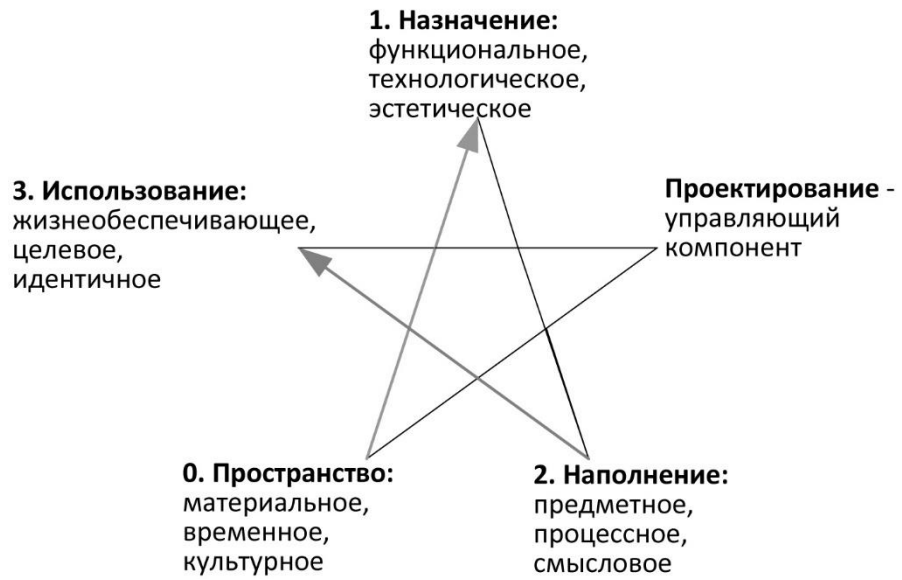 1. Назначение:
функциональное,
технологическое,
эстетическое
3. Использование:
жизнеобеспечивающее,
целевое,
идентичное
Проектирование -
управляющий
компонент
0. Пространство:
материальное,
временное,
культурное
2. Наполнение:
предметное,
процессное,
смысловое